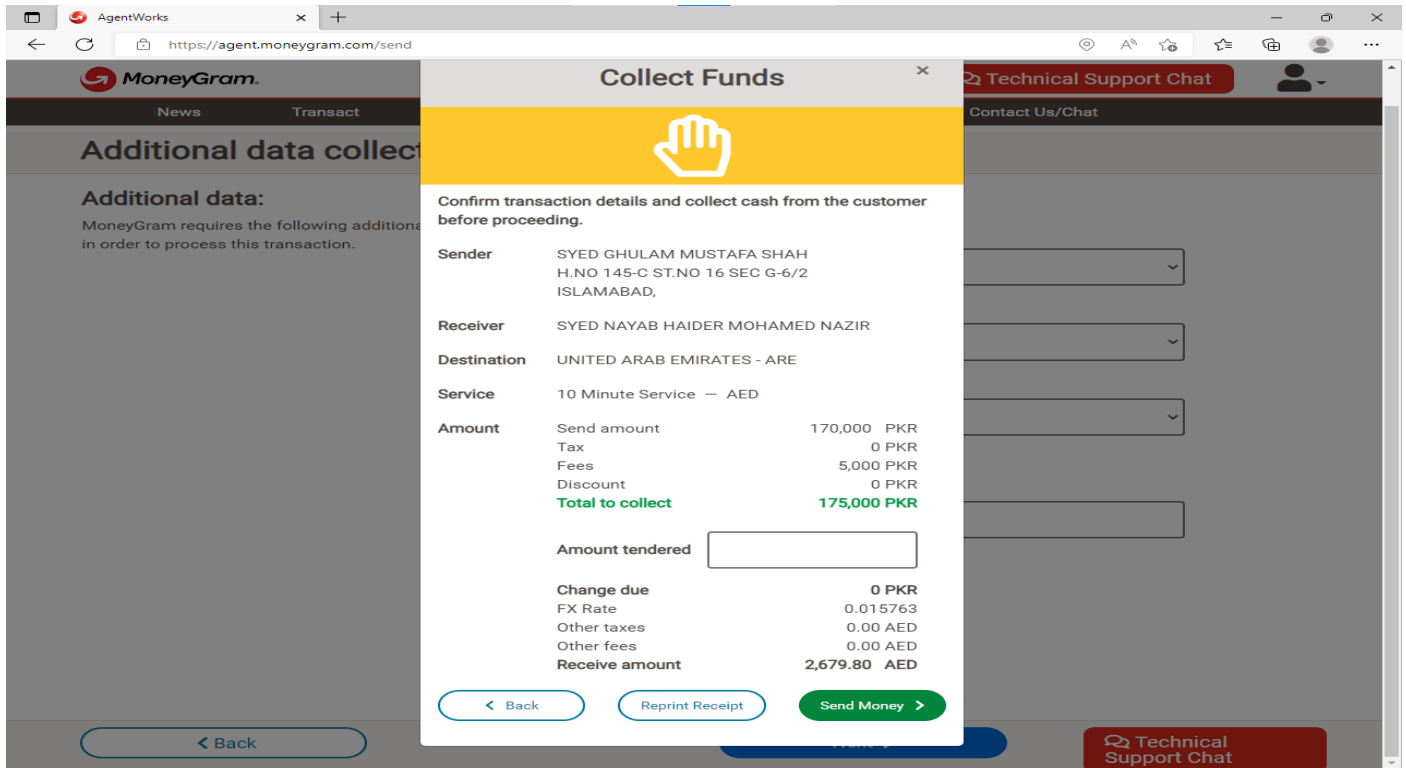 AgentWorks
https://agent.moneygram.com/send
MoneyGram.
Collect Funds
Technical Support Chat
News Transact Contact Us/Chat
Additional data collect
Additional data:
MoneyGram requires the following additiona
in order to process this transaction.
Confirm transaction details and collect cash from the customer
before proceeding.
Sender SYED GHULAM MUSTAFA SHAH
H.NO 145-C ST.NO 16 SEC G-6/2
ISLAMABAD,
Receiver SYED NAYAB HAIDER MOHAMED NAZIR
Destination UNITED ARAB EMIRATES - ARE
Service 10 Minute Service — AED
Amount Send amount 170,000 PKR
Tax 0 PKR
Fees 5,000 PKR
Discount 0 PKR
Total to collect 175,000 PKR
Amount tendered
Change due 0 PKR
FX Rate 0.015763
Other taxes 0.00 AED
Other fees 0.00 AED
Receive amount 2,679.80 AED
Back Reprint Receipt Send Money
Back
Technical
Support Chat